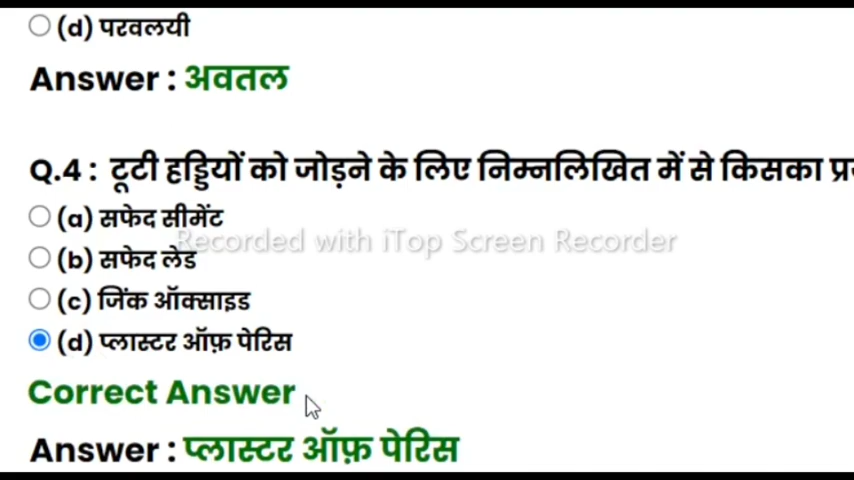 (d) परवलयी
Answer : अवतल
Q.4 : टूटी हड्डियों को जोड़ने के लिए निम्नलिखित में से किसका
(a) सफेद सीमेंट
Recorded with iTop Screen Recorder
(b) सफेद लेड
(c) जिंक ऑक्साइड
(d) प्लास्टर ऑफ़ पेरिस
Correct Answer
Answer : प्लास्टर ऑफ़ पेरिस